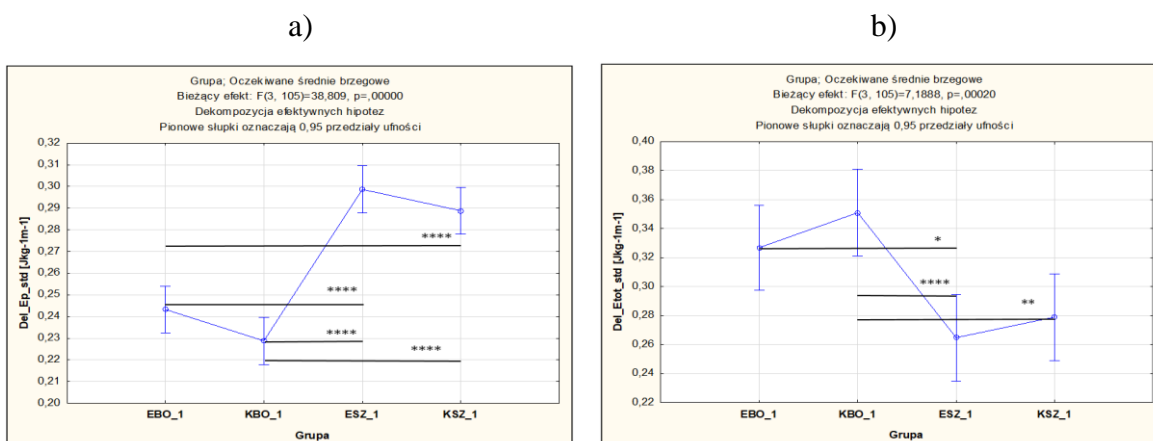 a)
Grupa; Oczekiwane średnie brzegowe
Bieżący efekt: F(3, 105)=38,809, p=,00000
Dekompozycja efektywnych hipotez
Pionowe słupki oznaczają 0,95 przedziały ufności
Del_Ep_std [Jkg-1m-1]
0,32
0,31
0,30
0,29
0,28
0,27
0,26
0,25
0,24
0,23
0,22
0,21
0,20
****
****
****
****
EBO_1 KBO_1 ESZ_1 KSZ_1
Grupa
b)
Grupa; Oczekiwane średnie brzegowe
Bieżący efekt: F(3, 105)=7,1888, p=,00020
Dekompozycja efektywnych hipotez
Pionowe słupki oznaczają 0,95 przedziały ufności
Del_Etot_std [Jkg-1m-1]
0,40
0,38
0,36
0,34
0,32
0,30
0,28
0,26
0,24
0,22
*
****
**
EBO_1 KBO_1 ESZ_1 KSZ_1
Grupa